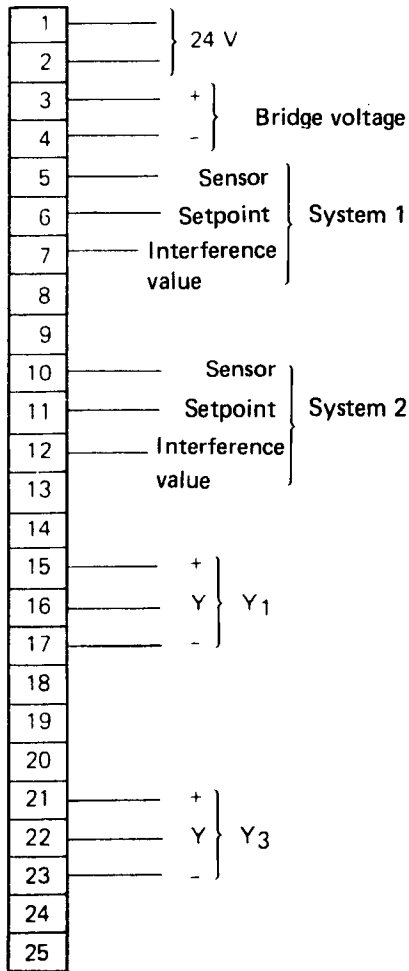 1
24 V
2
3 +
Bridge voltage
4 -
5 Sensor
6 Setpoint System 1
7 Interference
value
8
9
10 Sensor
11 Setpoint System 2
12 Interference
value
13
14
15 +
16 Y Y1
17 -
18
19
20
21 +
22 Y Y3
23 -
24
25